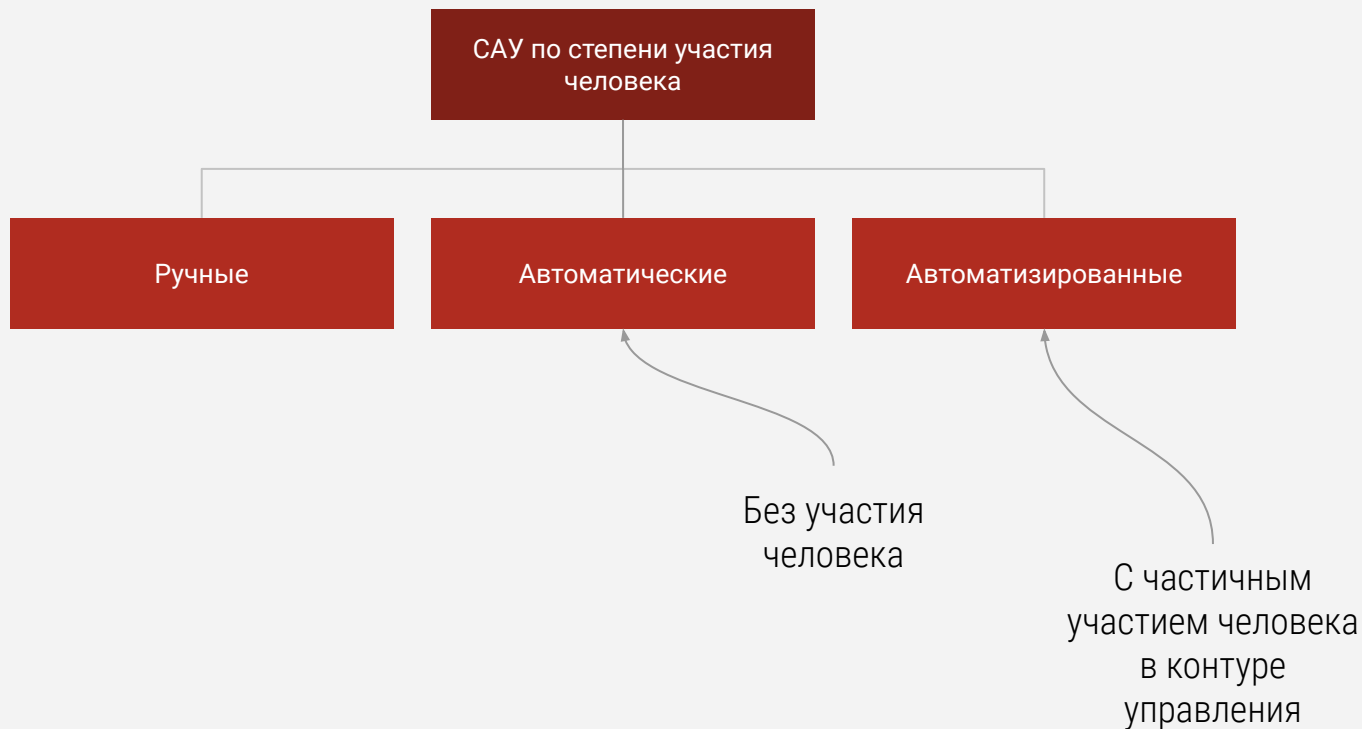 САУ по степени участия
человека
Ручные
Автоматические
Автоматизированные
Без участия
человека
С частичным
участием человека
в контуре
управления